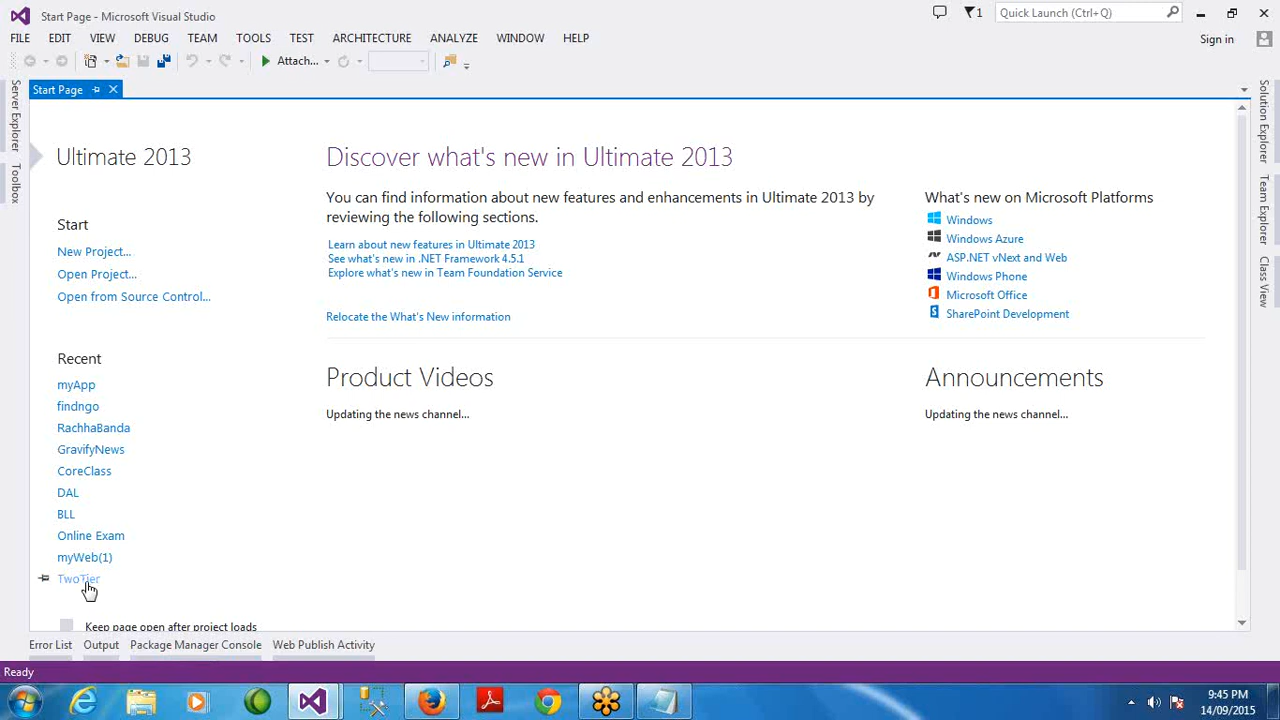 Start Page - Microsoft Visual Studio
1
Quick Launch (Ctrl+Q)
FILE EDIT VIEW DEBUG TEAM TOOLS TEST ARCHITECTURE ANALYZE WINDOW HELP
Sign in
Attach...
Start Page
Server Explorer
Toolbox
Solution Explorer
Team Explorer
Class View
Ultimate 2013
Start
New Project...
Open Project...
Open from Source Control...
Recent
myApp
findngo
RachhaBanda
GravifyNews
CoreClass
DAL
BLL
Online Exam
myWeb(1)
TwoTier
Keep page open after project loads
Discover what's new in Ultimate 2013
You can find information about new features and enhancements in Ultimate 2013 by
reviewing the following sections.
Learn about new features in Ultimate 2013
See what's new in .NET Framework 4.5.1
Explore what's new in Team Foundation Service
Relocate the What's New information
What's new on Microsoft Platforms
Windows
Windows Azure
ASP.NET vNext and Web
Windows Phone
Microsoft Office
SharePoint Development
Product Videos
Updating the news channel...
Announcements
Updating the news channel...
Error List Output Package Manager Console Web Publish Activity
Ready
9:45 PM
14/09/2015